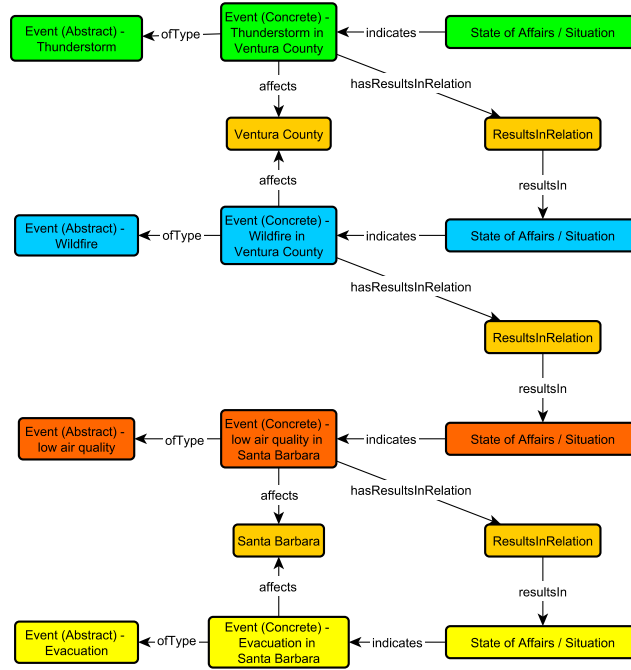 Event (Abstract) -
Thunderstorm
ofType
Event (Concrete) -
Thunderstorm in
Ventura County
indicates
State of Affairs / Situation
affects
hasResultsInRelation
Ventura County
ResultsInRelation
affects
resultsIn
Event (Abstract) -
Wildfire
ofType
Event (Concrete) -
Wildfire in
Ventura County
indicates
State of Affairs / Situation
hasResultsInRelation
ResultsInRelation
resultsIn
Event (Abstract) -
low air quality
ofType
Event (Concrete) -
low air quality in
Santa Barbara
indicates
State of Affairs / Situation
affects
hasResultsInRelation
Santa Barbara
ResultsInRelation
affects
resultsIn
Event (Abstract) -
Evacuation
ofType
Event (Concrete) -
Evacuation in
Santa Barbara
indicates
State of Affairs / Situation